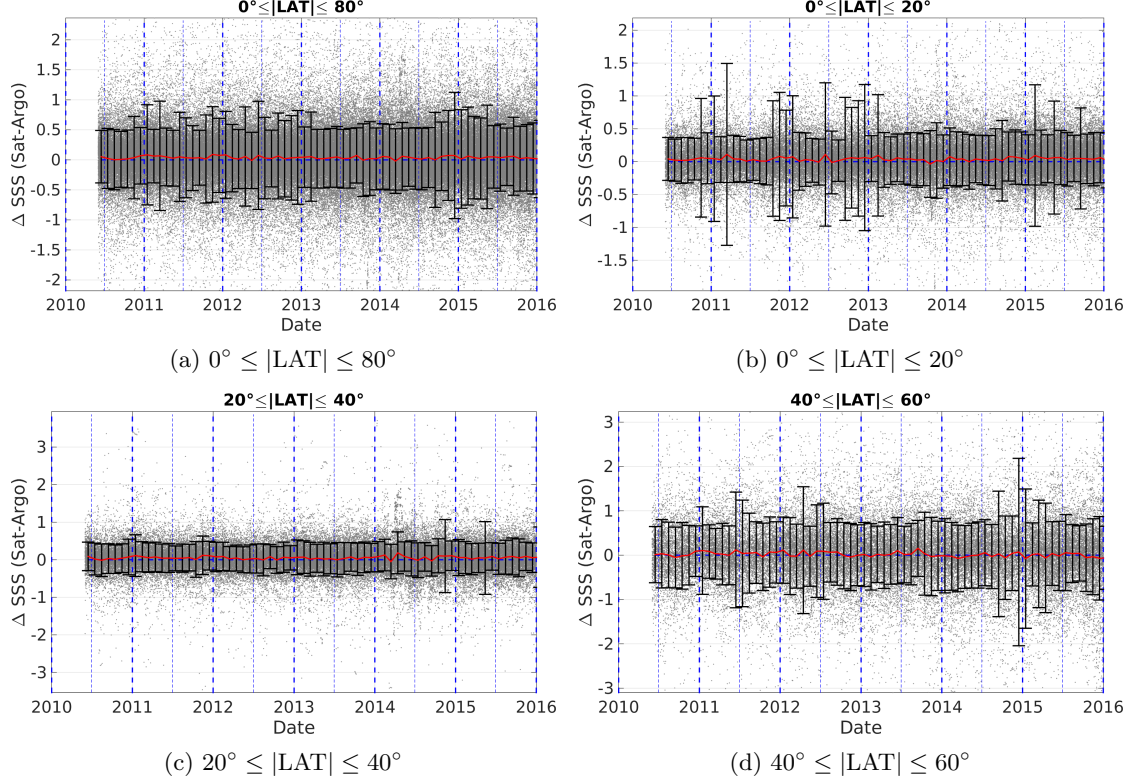 0°≤|LAT|≤ 80°
Δ SSS (Sat-Argo)
2
1.5
1
0.5
0
-0.5
-1
-1.5
-2
2010 2011 2012 2013 2014 2015 2016
Date
(a) 0° ≤ |LAT| ≤ 80°
0°≤|LAT|≤ 20°
Δ SSS (Sat-Argo)
2
1.5
1
0.5
0
-0.5
-1
-1.5
2010 2011 2012 2013 2014 2015 2016
Date
(b) 0° ≤ |LAT| ≤ 20°
20°≤|LAT|≤ 40°
Δ SSS (Sat-Argo)
3
2
1
0
-1
-2
-3
2010 2011 2012 2013 2014 2015 2016
Date
(c) 20° ≤ |LAT| ≤ 40°
40°≤|LAT|≤ 60°
Δ SSS (Sat-Argo)
3
2
1
0
-1
-2
-3
2010 2011 2012 2013 2014 2015 2016
Date
(d) 40° ≤ |LAT| ≤ 60°